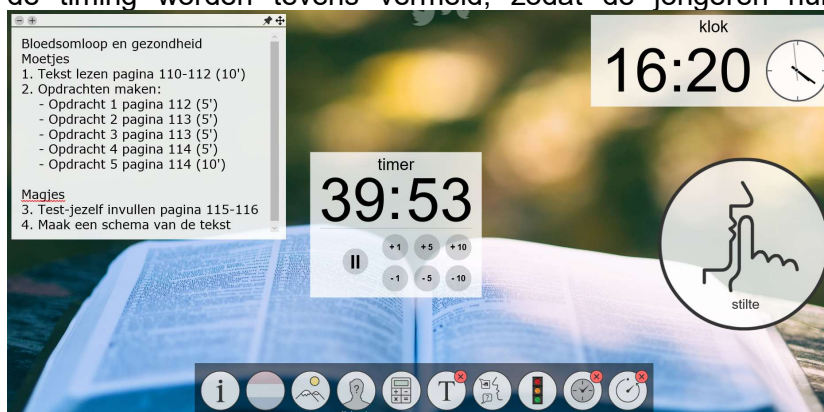 de timing worden tevens vermeld, zodat de jongeren hun
Bloedsomloop en gezondheid
Moetjes
1. Tekst lezen pagina 110-112 (10')
2. Opdrachten maken:
- Opdracht 1 pagina 112 (5')
- Opdracht 2 pagina 113 (5')
- Opdracht 3 pagina 113 (5')
- Opdracht 4 pagina 114 (5')
- Opdracht 5 pagina 114 (10')
Magjes
3. Test-jezelf invullen pagina 115-116
4. Maak een schema van de tekst
klok
16:20
timer
39:53
+ 1 + 5 + 10
- 1 - 5 - 10
stilte
i ? T ?